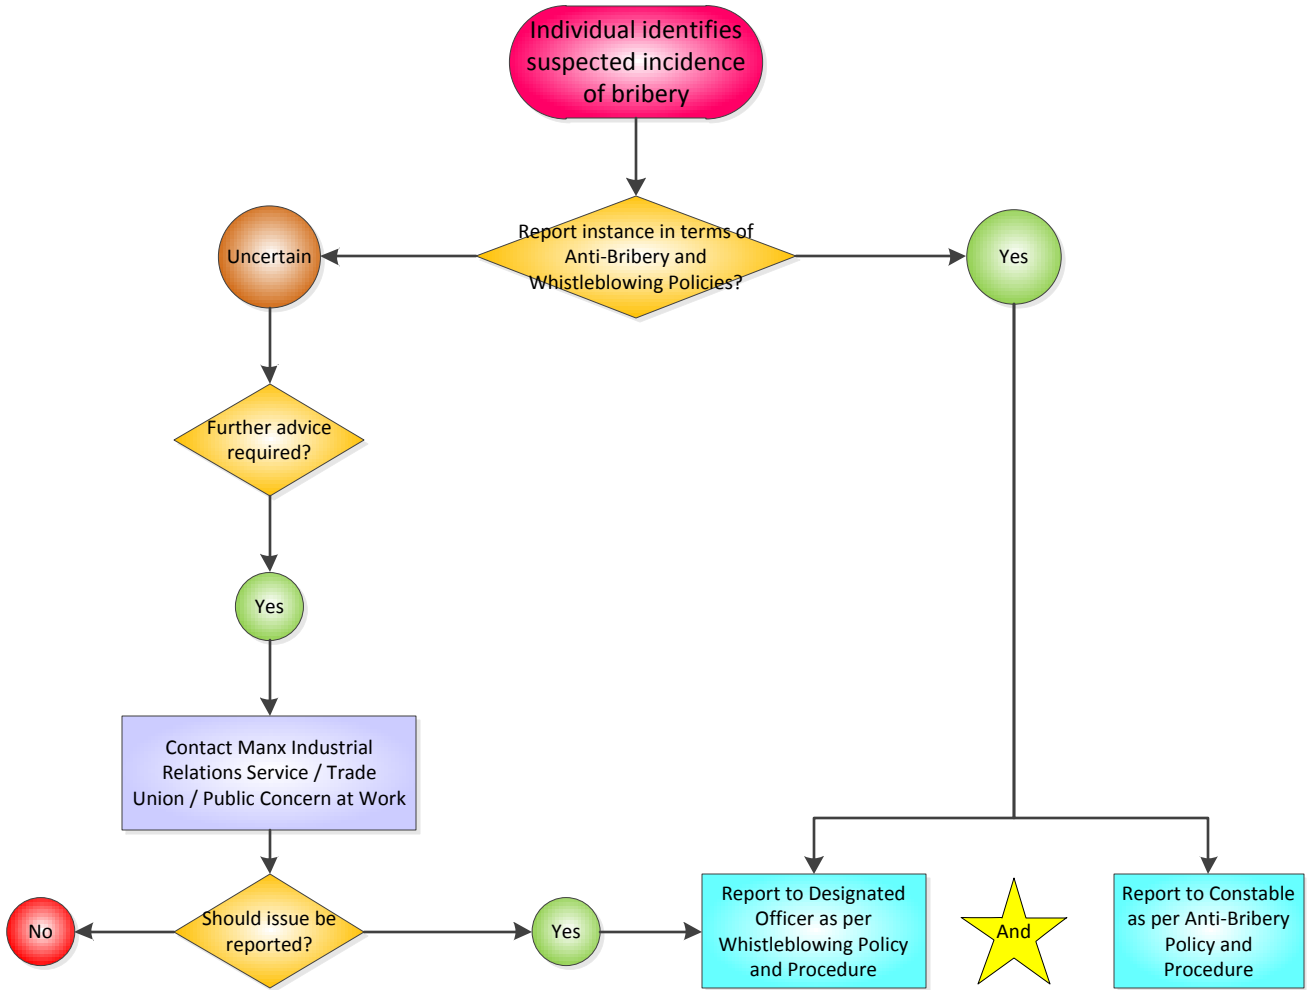 Individual identifies
suspected incidence
of bribery
Report instance in terms of
Anti-Bribery and
Whistleblowing Policies?
Uncertain
Yes
Further advice
required?
Yes
Contact Manx Industrial
Relations Service / Trade
Union / Public Concern at Work
Should issue be
reported?
No
Yes
Report to Designated
Officer as per
Whistleblowing Policy
and Procedure
And
Report to Constable
as per Anti-Bribery
Policy and
Procedure